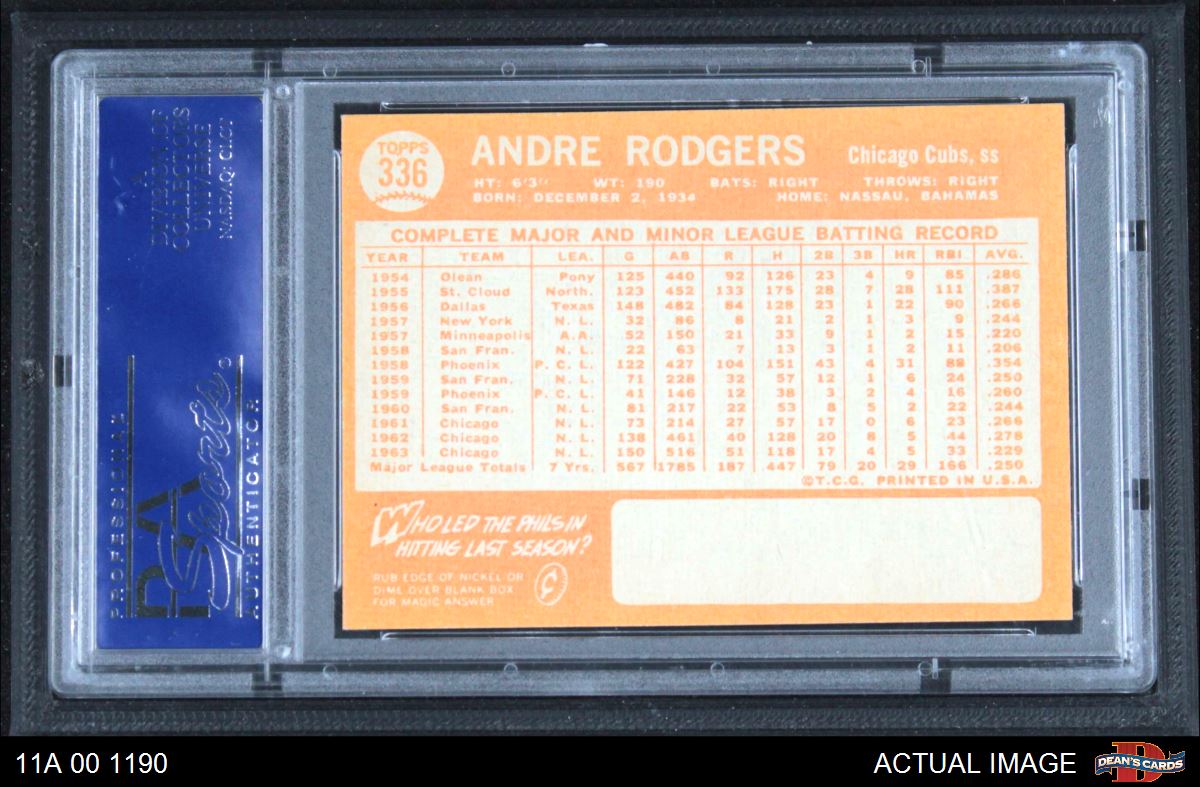 A
DIVISION OF
COLLECTORS
UNIVERSE
NASDAQ: CLCT
PROFESSIONAL
PSA
Sports
AUTHENTICATOR
TOPPS
336
ANDRE RODGERS Chicago Cubs, ss
HT: 6'3" WT: 190 BATS: RIGHT THROWS: RIGHT
BORN: DECEMBER 2, 1934 HOME: NASSAU, BAHAMAS
COMPLETE MAJOR AND MINOR LEAGUE BATTING RECORD
YEAR TEAM LEA. G AB R H 2B 3B HR RBI AVG.
1954 Olean Pony 125 440 92 126 23 4 9 85 .286
1955 St. Cloud North. 123 452 133 175 28 7 28 111 .387
1956 Dallas Texas 148 482 84 128 23 1 22 90 .266
1957 New York N. L. 32 86 8 21 2 1 3 9 .244
1957 Minneapolis A.A. 52 150 21 33 9 1 2 15 .220
1958 San Fran. N. L. 22 63 7 13 3 1 2 11 .206
1958 Phoenix P. C. L. 122 427 104 151 43 4 31 88 .354
1959 San Fran. N. L. 71 228 32 57 12 1 6 24 .250
1959 Phoenix P. C. L. 41 146 12 38 3 2 4 16 .260
1960 San Fran. N. L. 81 217 22 53 8 5 2 22 .244
1961 Chicago N. L. 73 214 27 57 17 0 6 23 .266
1962 Chicago N. L. 138 461 40 128 20 8 5 44 .278
1963 Chicago N. L. 150 516 51 118 17 4 5 33 .229
Major League Totals 7 Yrs. 567 1785 187 447 79 20 29 166 .250
©T.C.G. PRINTED IN U.S.A.
WHO LED THE PHILS IN
HITTING LAST SEASON?
RUB EDGE OF NICKEL OR
DIME OVER BLANK BOX
FOR MAGIC ANSWER
11A 00 1190
ACTUAL IMAGE
D
DEAN'S CARDS